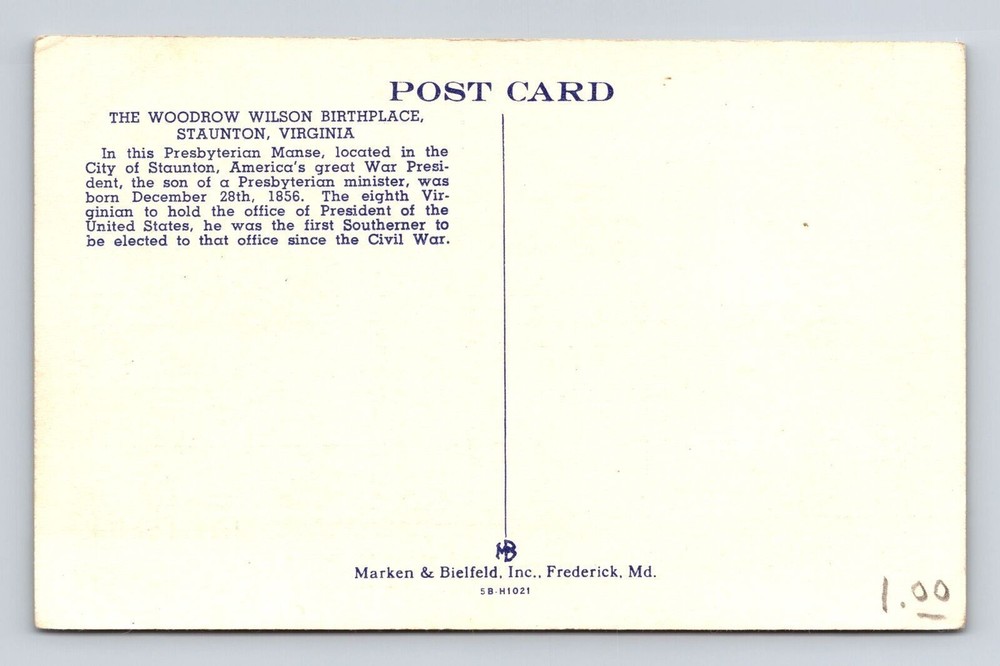 POST CARD
THE WOODROW WILSON BIRTHPLACE,
STAUNTON, VIRGINIA
In this Presbyterian Manse, located in the
City of Staunton, America's great War Presi-
dent, the son of a Presbyterian minister, was
born December 28th, 1856. The eighth Vir-
ginian to hold the office of President of the
United States, he was the first Southerner to
be elected to that office since the Civil War.
MB
Marken & Bielfeld, Inc., Frederick, Md.
5B-H1021
1.00